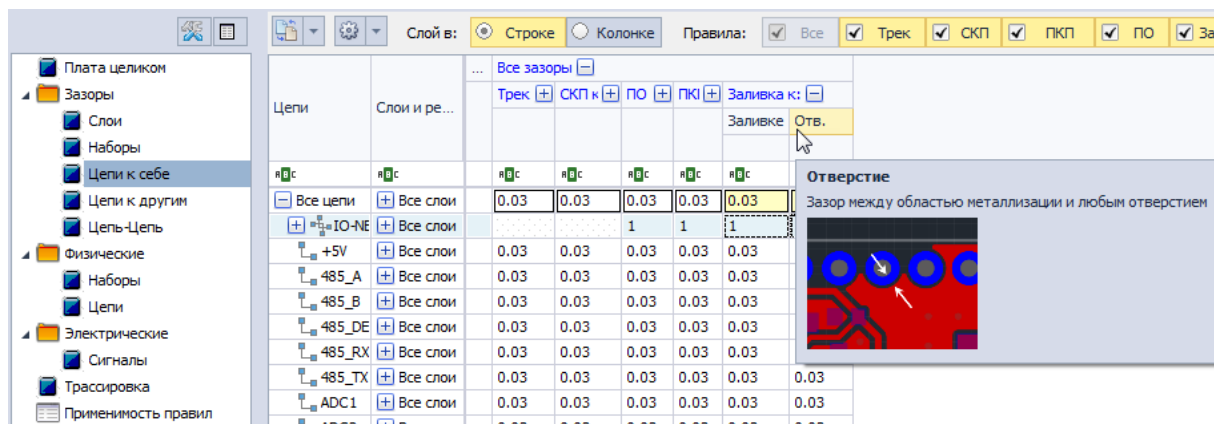 Слой в: Строке Колонке Правила: Все Трек СКП ПКП ПО За
Плата целиком
Зазоры
Слои
Наборы
Цепи к себе
Цепи к другим
Цепь-Цепь
Физические
Наборы
Цепи
Электрические
Сигналы
Трассировка
Применимость правил
... Все зазоры
Цепи Слои и ре... Трек СКП к ПО ПКІ Заливка к:
Заливке Отв.
ABC ABC ABC ABC ABC ABC ABC
Все цепи Все слои 0.03 0.03 0.03 0.03 0.03
IO-NE Все слои 1 1 1
+5V Все слои 0.03 0.03 0.03 0.03 0.03
485_A Все слои 0.03 0.03 0.03 0.03 0.03
485_B Все слои 0.03 0.03 0.03 0.03 0.03
485_DE Все слои 0.03 0.03 0.03 0.03 0.03
485_RX Все слои 0.03 0.03 0.03 0.03 0.03
485_TX Все слои 0.03 0.03 0.03 0.03 0.03 0.03
ADC1 Все слои 0.03 0.03 0.03 0.03 0.03 0.03
Отверстие
Зазор между областью металлизации и любым отверстием